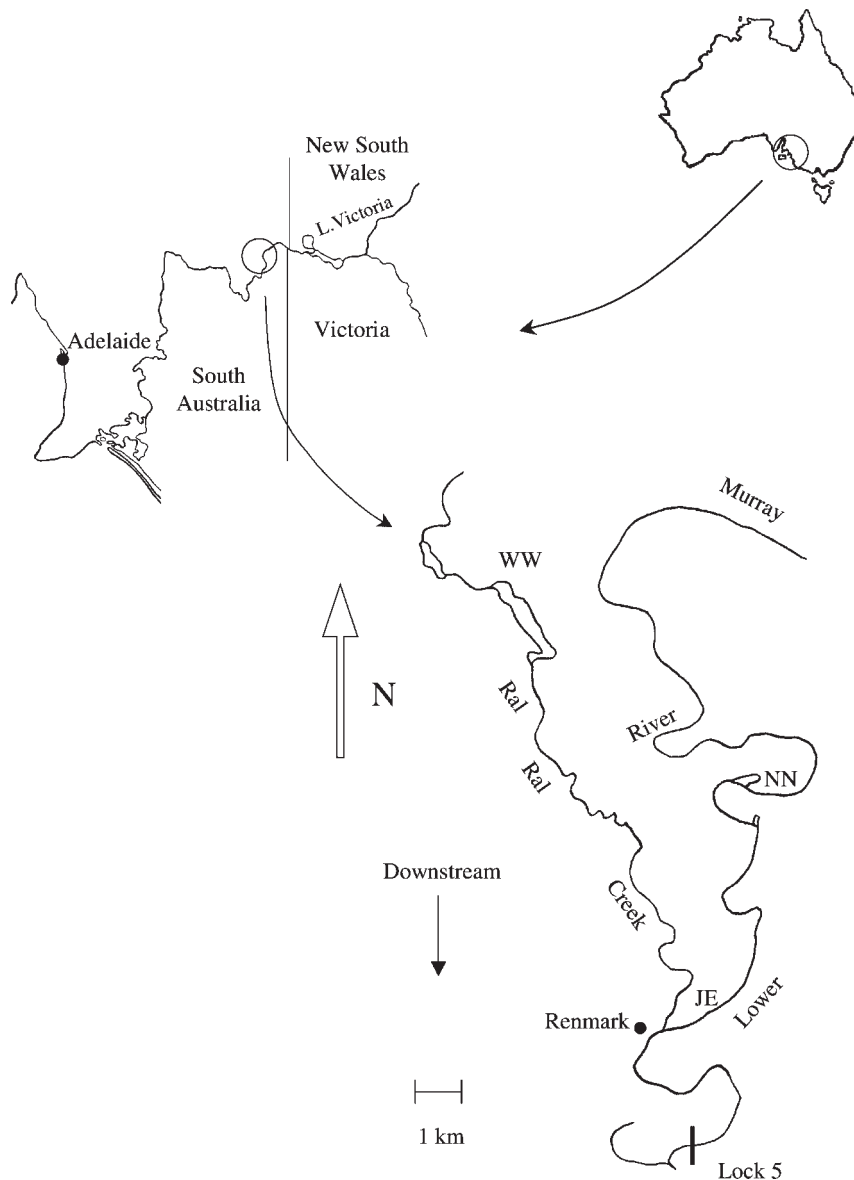 New South
Wales
L.Victoria
Adelaide
Victoria
South
Australia
Murray
WW
N
Ral
River
Ral
NN
Downstream
Creek
JE
Lower
Renmark
1 km
Lock 5